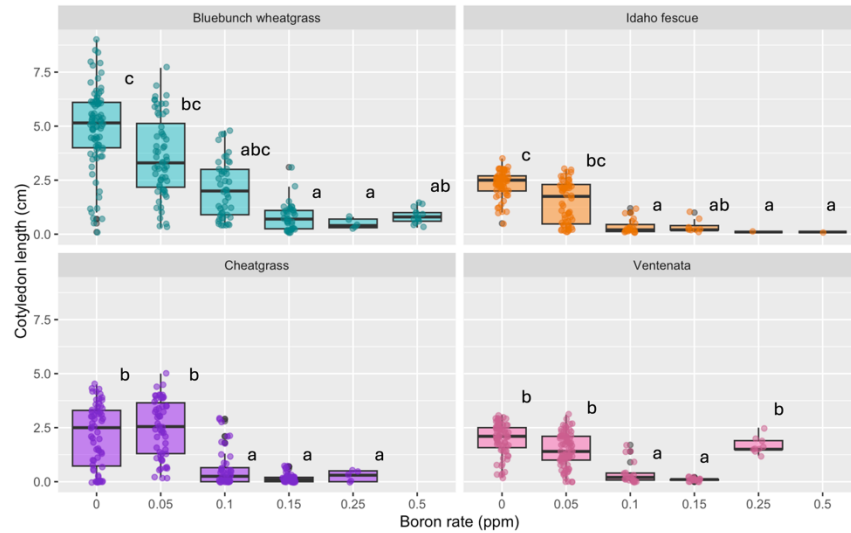 Bluebunch wheatgrass
Idaho fescue
7.5
5.0
2.5
0.0
c
bc
abc
a
a
ab
c
bc
a
ab
a
a
Cotyledon length (cm)
Cheatgrass
Ventenata
7.5
5.0
2.5
0.0
b
b
a
a
a
b
b
a
a
b
0 0.05 0.1 0.15 0.25 0.5
0 0.05 0.1 0.15 0.25 0.5
Boron rate (ppm)